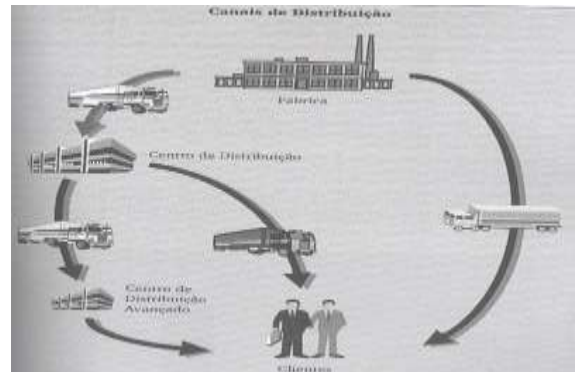 Canais de Distribuição
Fábrica
Centro de Distribuição
Centro de
Distribuição
Avançado
Clientes